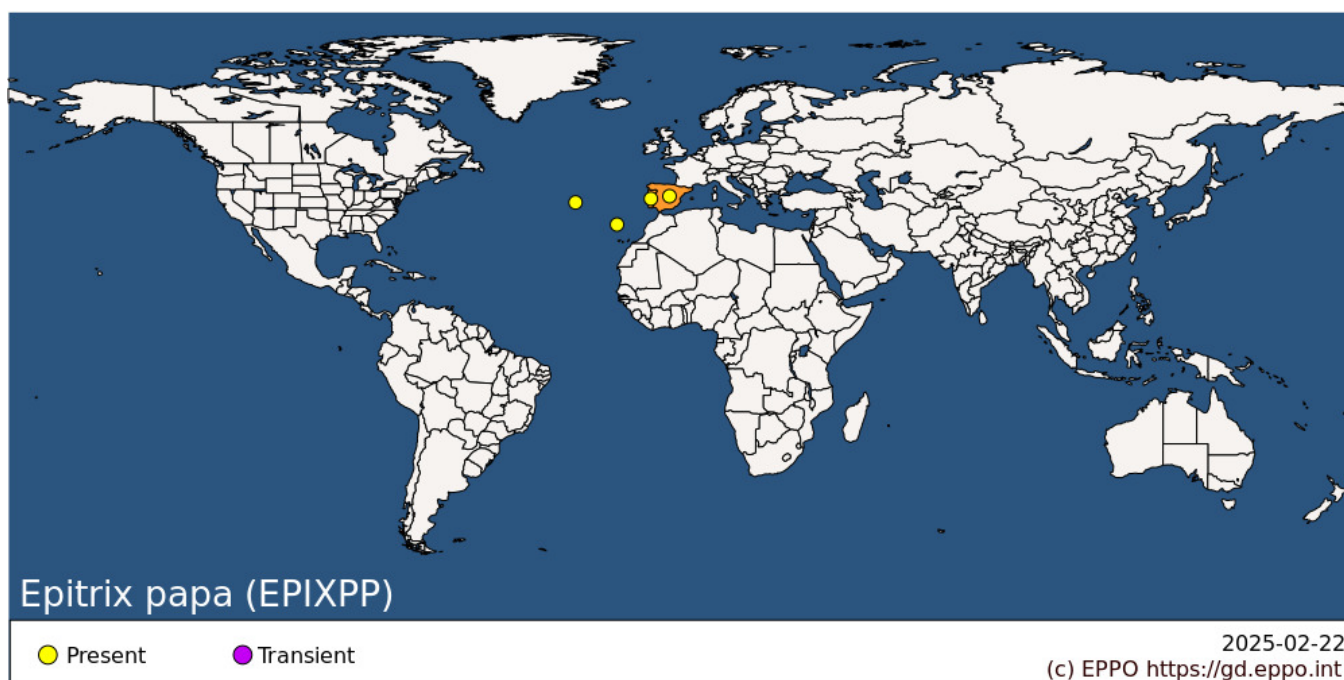 Epitrix papa (EPIXPP)
Present
Transient
2025-02-22
(c) EPPO https://gd.eppo.int